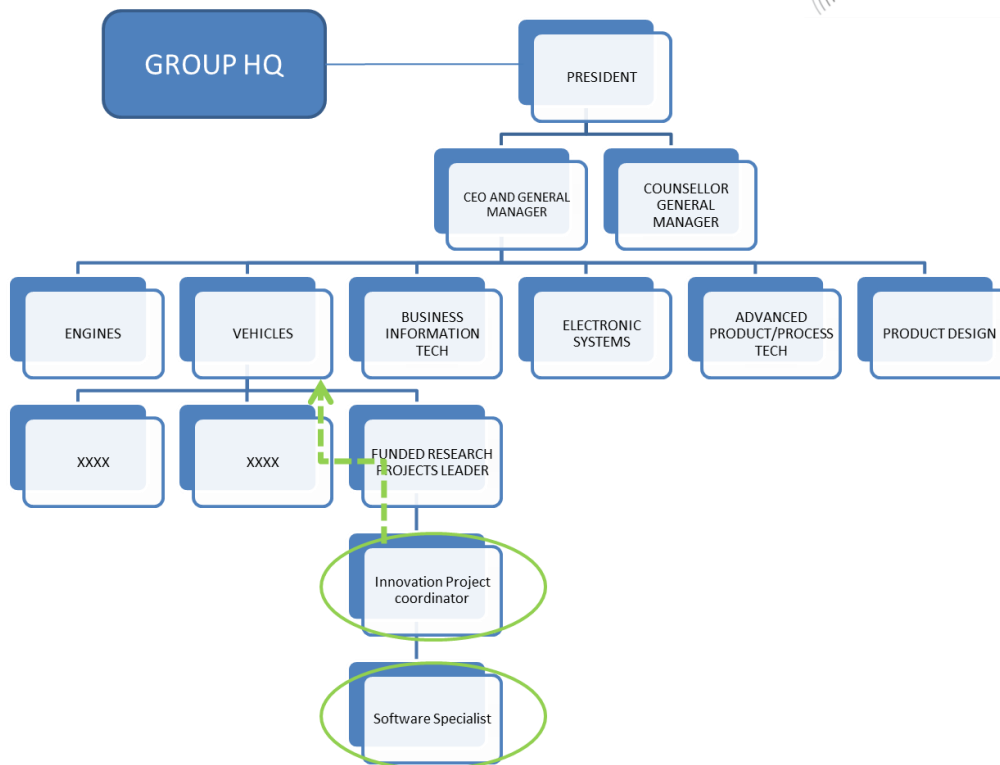 GROUP HQ
PRESIDENT
CEO AND GENERAL
MANAGER
COUNSELLOR
GENERAL
MANAGER
ENGINES
VEHICLES
BUSINESS
INFORMATION
TECH
ELECTRONIC
SYSTEMS
ADVANCED
PRODUCT/PROCESS
TECH
PRODUCT DESIGN
XXXX
XXXX
FUNDED RESEARCH
PROJECTS LEADER
Innovation Project
coordinator
Software Specialist